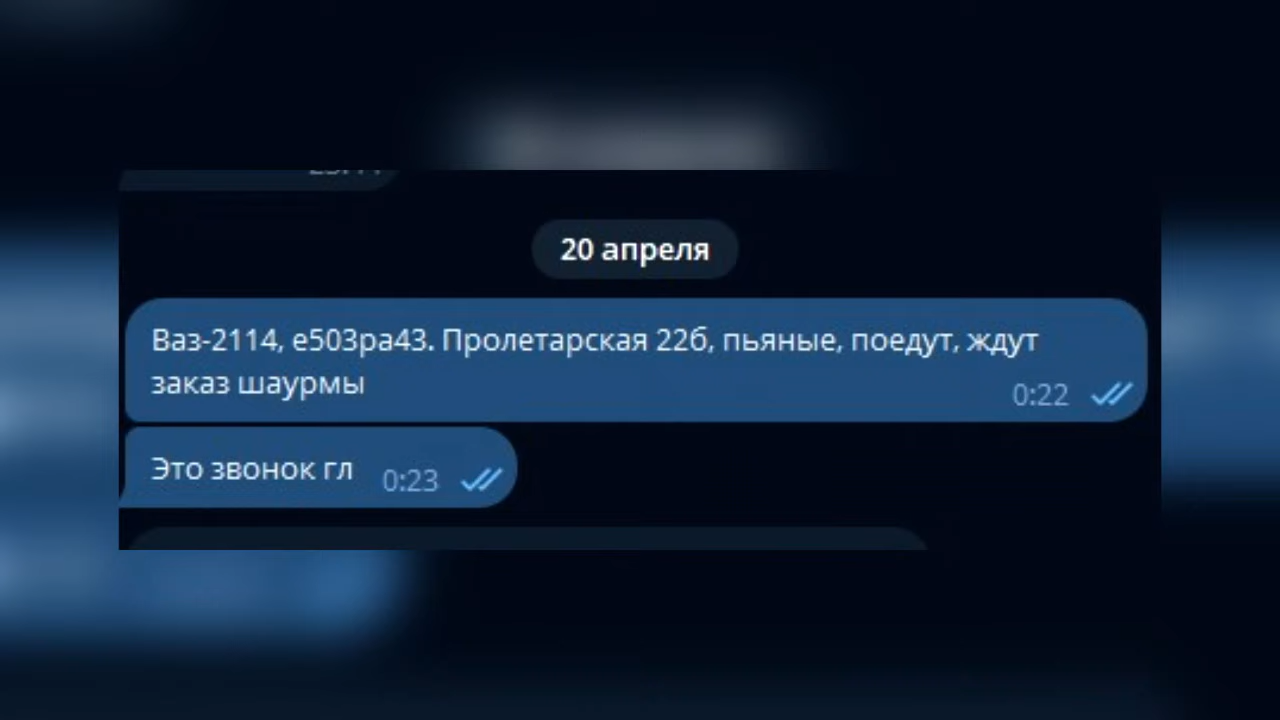 20 апреля
Ваз-2114, е503ра43. Пролетарская 22б, пьяные, поедут, ждут
заказ шаурмы
0:22
Это звонок гл
0:23